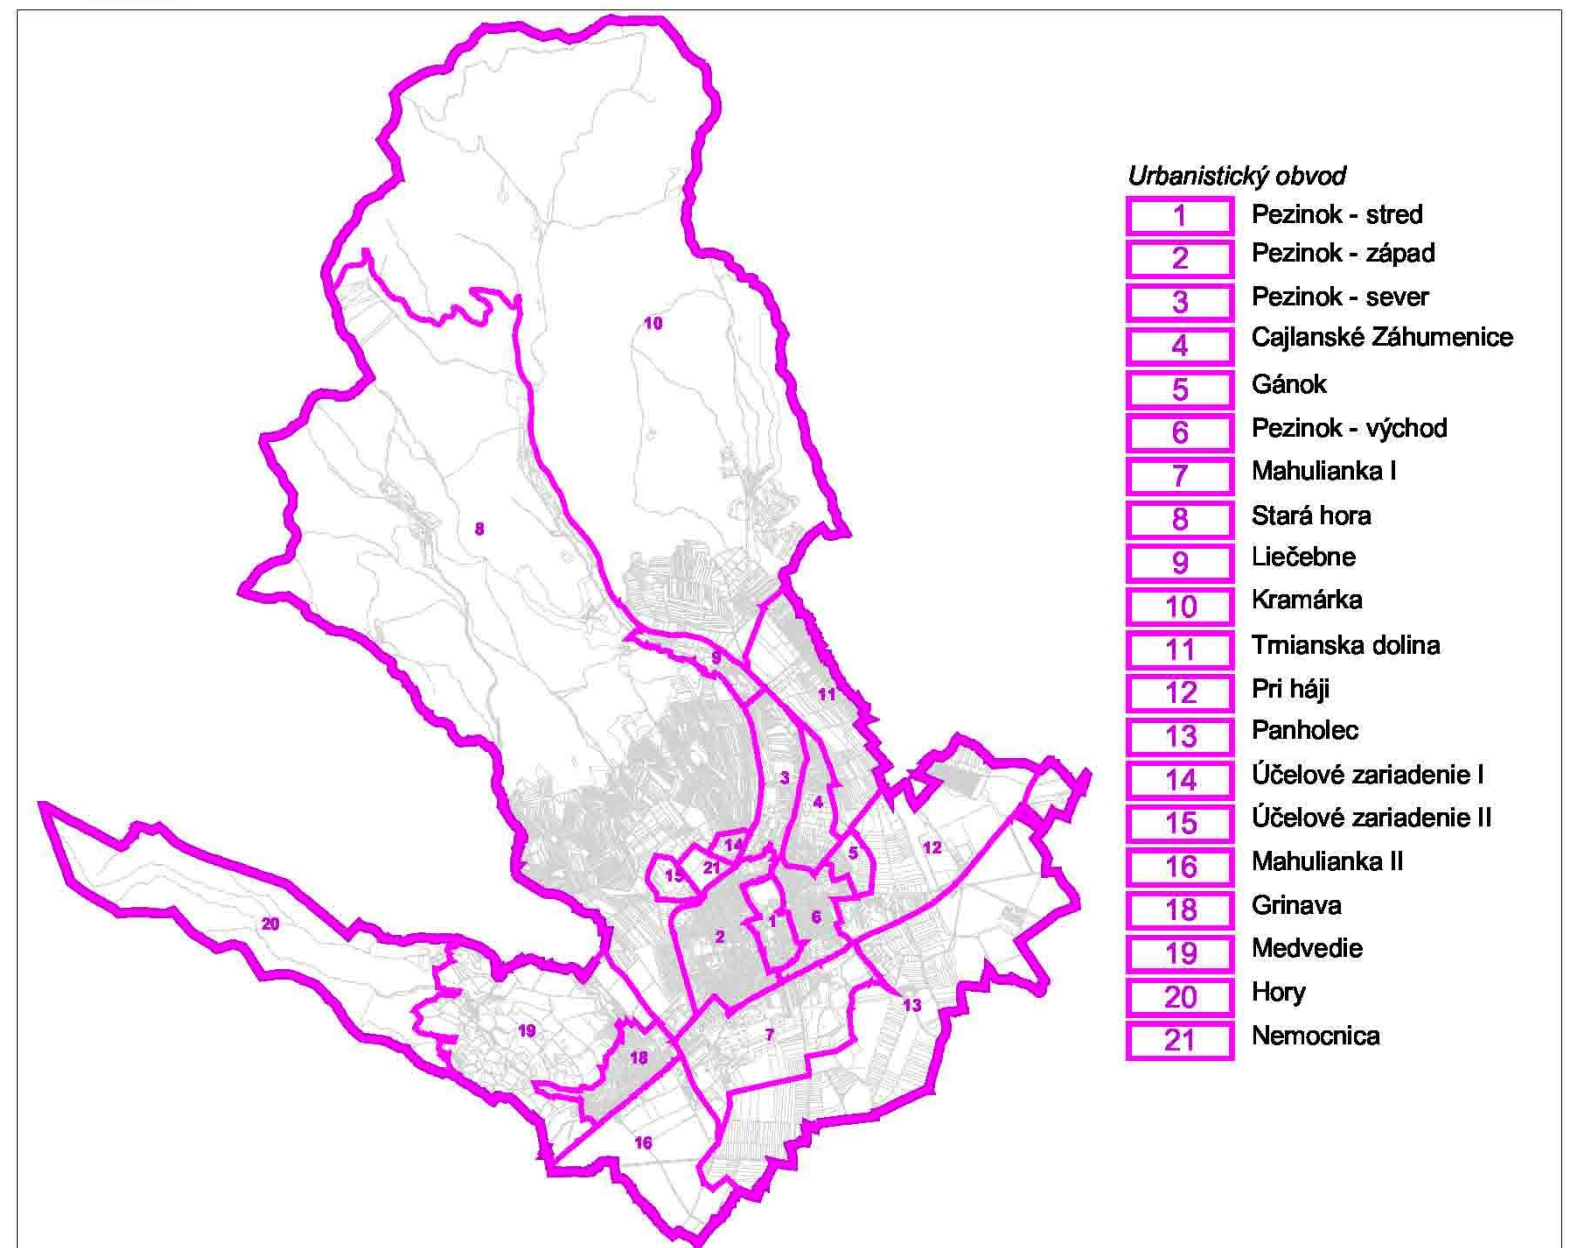 Urbanistický obvod
1 Pezinok - stred
2 Pezinok - západ
3 Pezinok - sever
4 Cajlanské Záhumenice
5 Gánok
6 Pezinok - východ
7 Mahulianka I
8 Stará hora
9 Liečebne
10 Kramárka
11 Trnianska dolina
12 Pri háji
13 Panholec
14 Účelové zariadenie I
15 Účelové zariadenie II
16 Mahulianka II
18 Grinava
19 Medvedie
20 Hory
21 Nemocnica
10
8
9
11
3
4
14
5
12
21
15
20
1
6
2
13
19
7
18
16